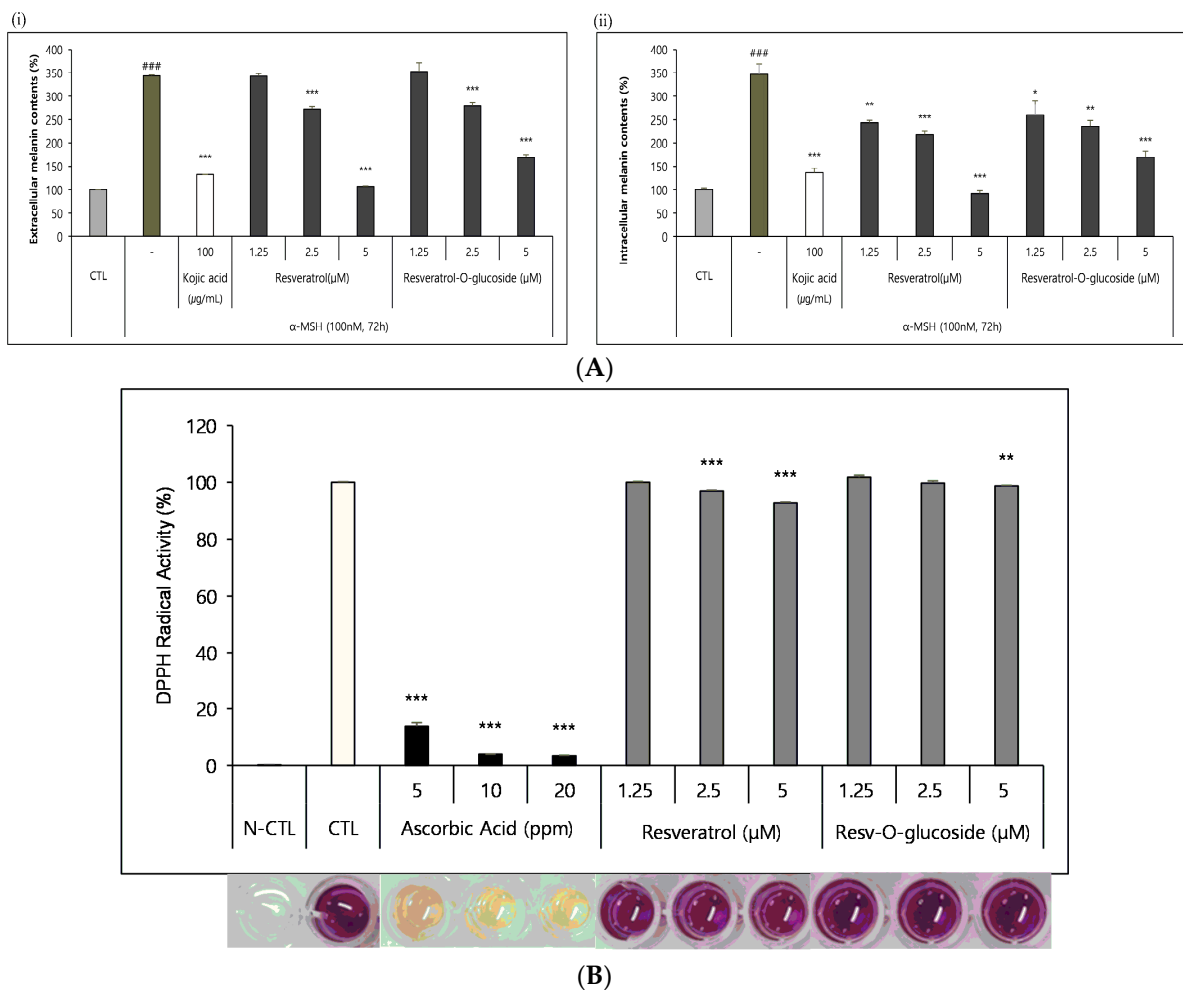 (i)
Extracellular melanin contents (%)
400
350
300
250
200
150
100
50
0
###
***
***
***
***
***
CTL
-
100
1.25
2.5
5
1.25
2.5
5
Kojic acid
(µg/mL)
Resveratrol(µM)
Resveratrol-O-glucoside (µM)
α-MSH (100nM, 72h)
(ii)
Intracellular melanin contents (%)
400
350
300
250
200
150
100
50
0
###
***
**
***
***
*
**
***
CTL
-
100
1.25
2.5
5
1.25
2.5
5
Kojic acid
(µg/mL)
Resveratrol(µM)
Resveratrol-O-glucoside (µM)
α-MSH (100nM, 72h)
(A)
DPPH Radical Activity (%)
120
100
80
60
40
20
0
***
***
***
***
***
**
5
10
20
1.25
2.5
5
1.25
2.5
5
N-CTL
CTL
Ascorbic Acid (ppm)
Resveratrol (µM)
Resv-O-glucoside (µM)
(B)